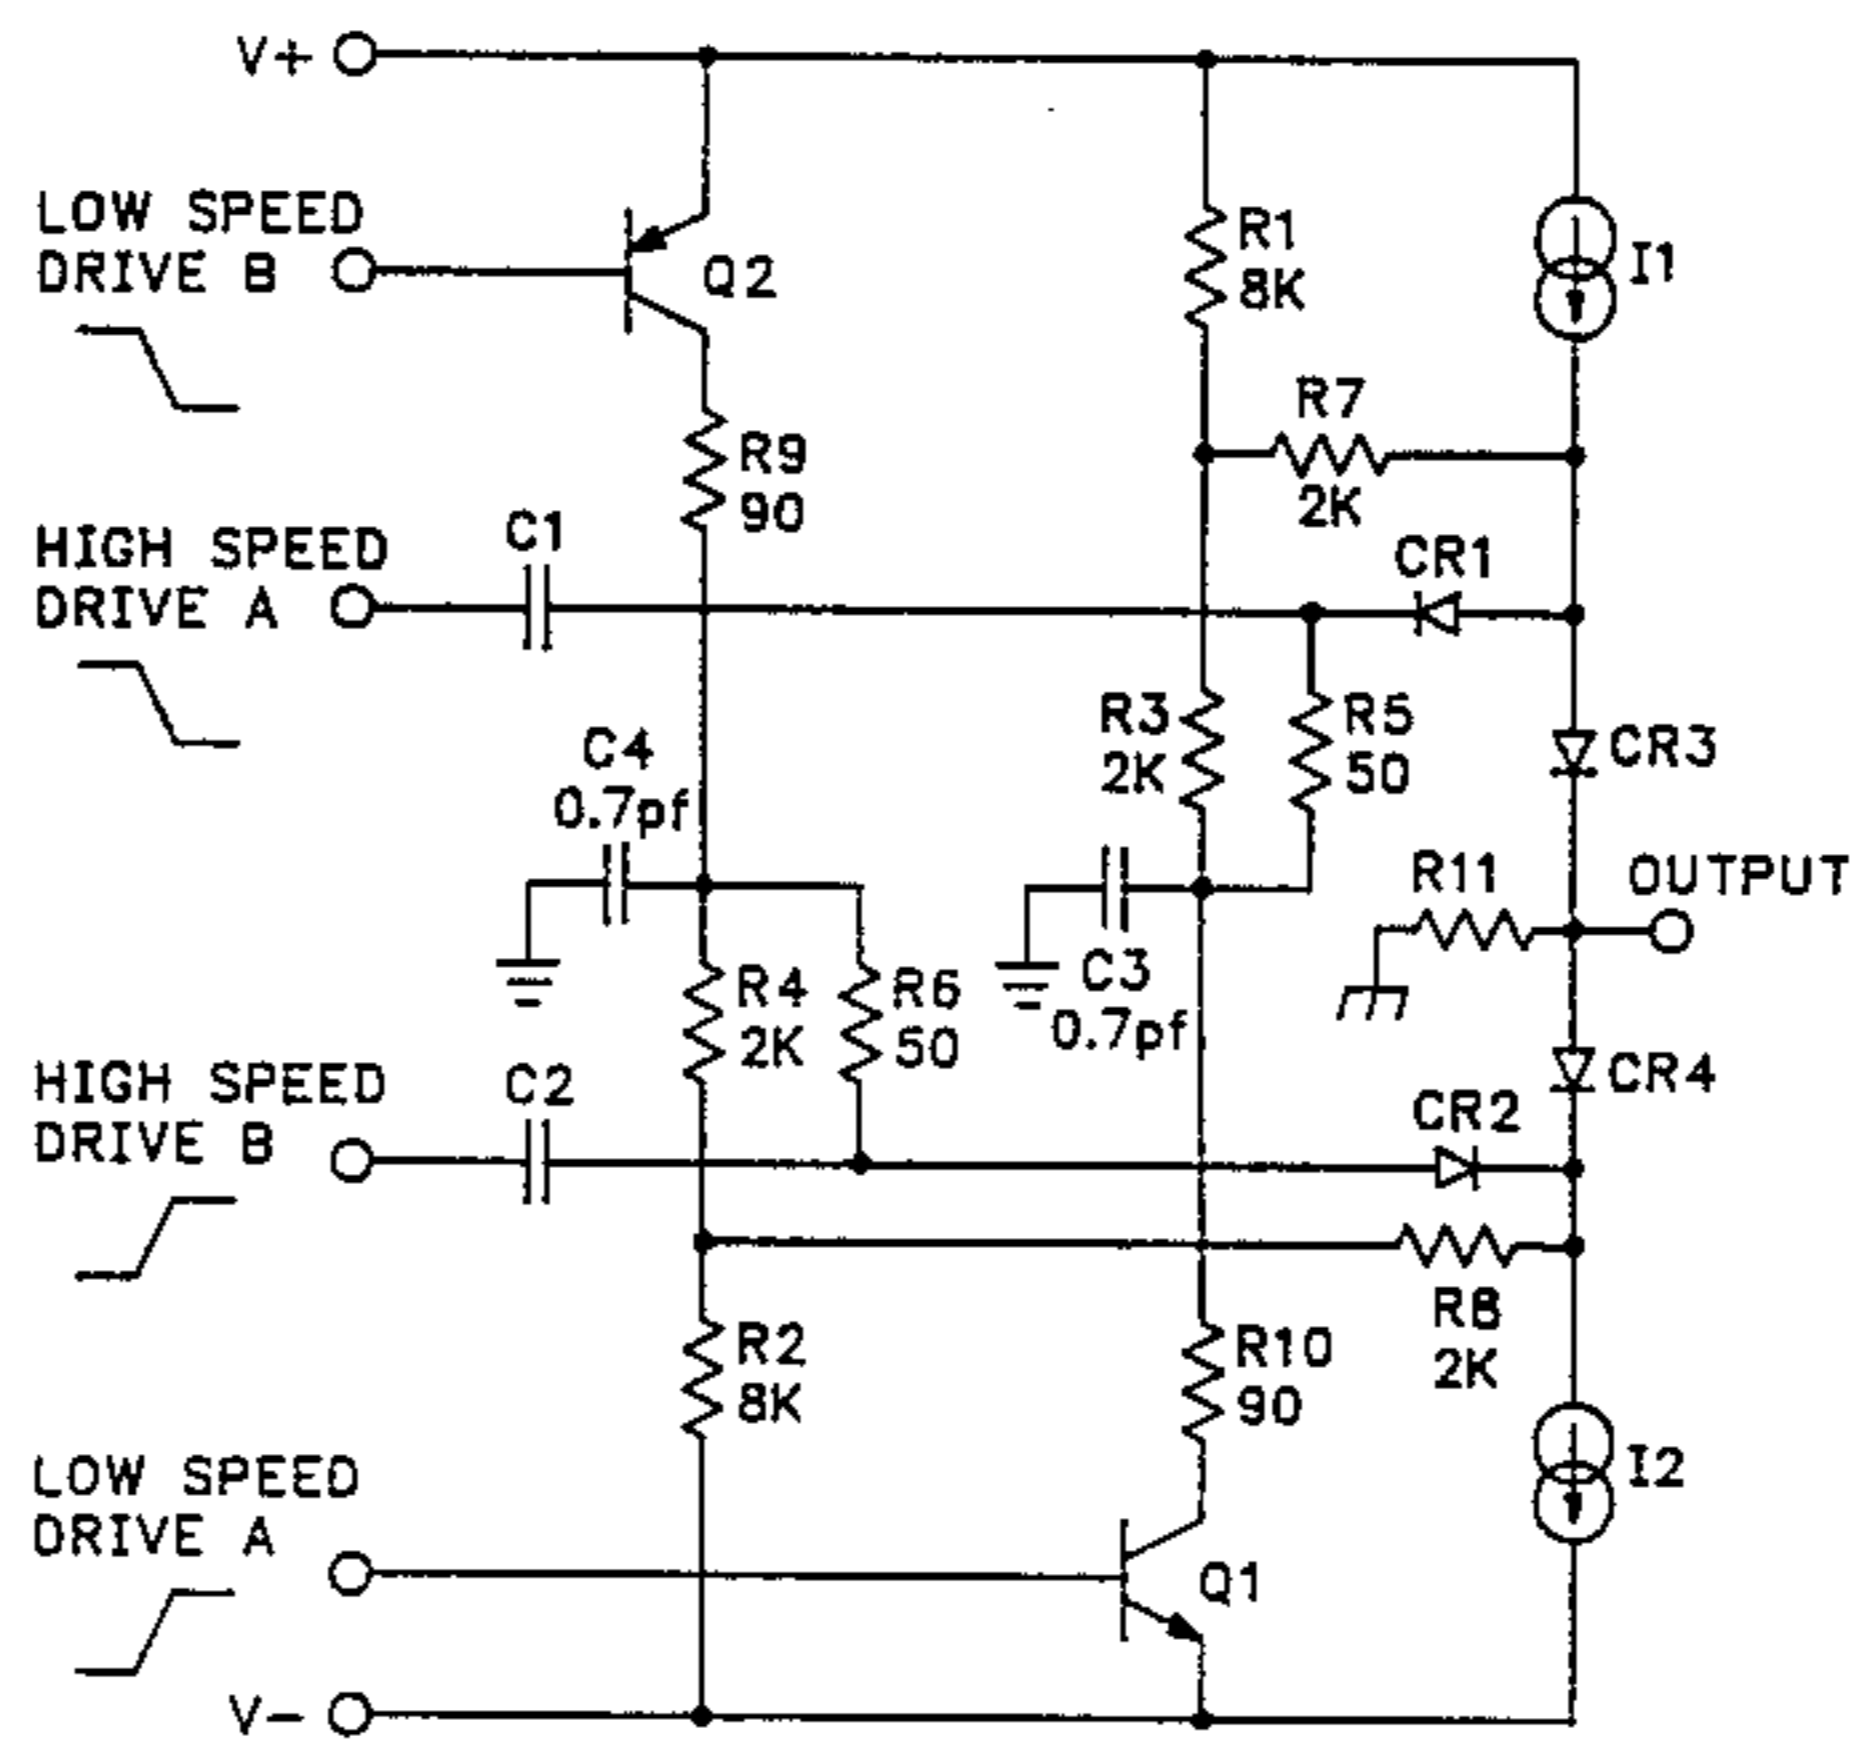 V+
LOW SPEED
DRIVE B
Q2
R1
8K
I1
R7
2K
R9
90
HIGH SPEED
DRIVE A
C1
CR1
C4
0.7pf
R3
2K
R5
50
CR3
R11
OUTPUT
R4
2K
R6
50
C3
0.7pf
HIGH SPEED
DRIVE B
C2
CR2
CR4
R2
8K
R10
90
R8
2K
LOW SPEED
DRIVE A
Q1
I2
V-